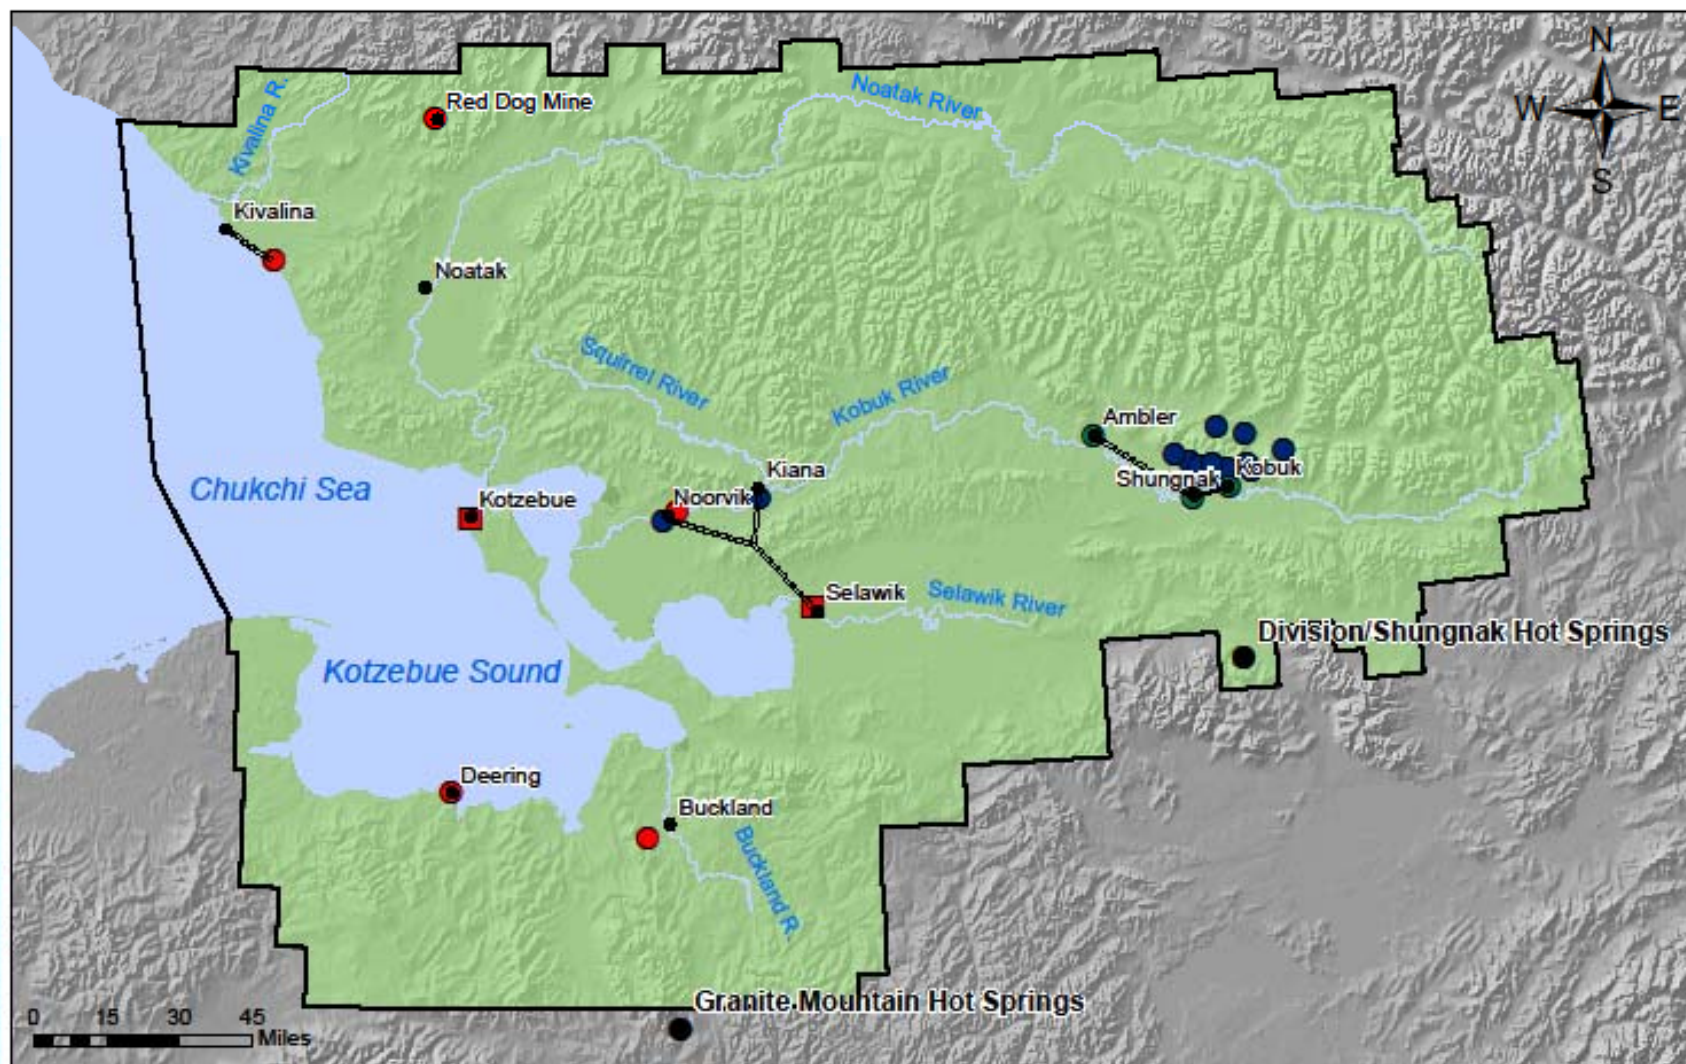 N
Noatak River
Red Dog Mine
W
E
Kivalina R.
S
Kivalina
Noatak
Squirrel River
Kobuk River
Ambler
Kiana
Kobuk
Shungnak
Chukchi Sea
Kotzebue
Noorvik
Selawik
Selawik River
Division/Shungnak Hot Springs
Kotzebue Sound
Deering
Buckland
Buckland R.
Granite Mountain Hot Springs
0 15 30 45
Miles